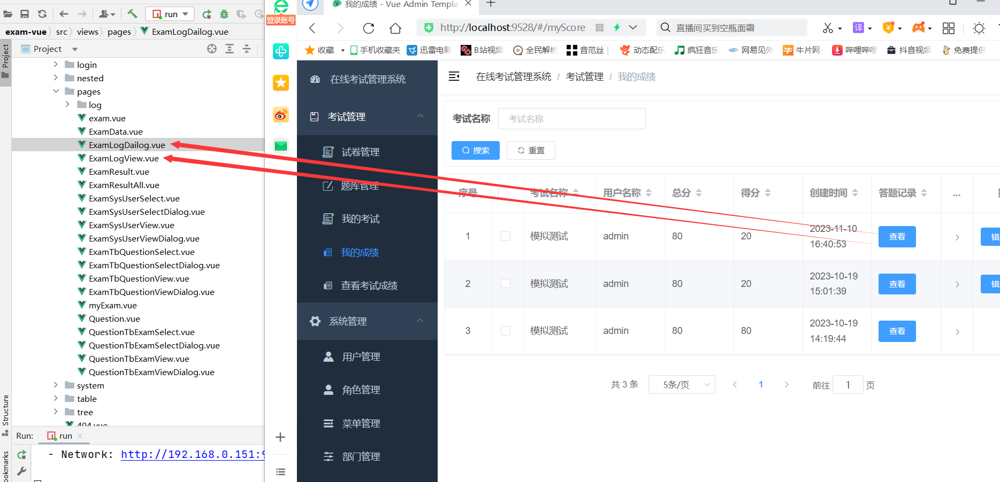 run
exam-vue
src
views
pages
ExamLogDailog.vue
Project
Project
login
nested
pages
log
exam.vue
ExamData.vue
ExamLogDailog.vue
ExamLogView.vue
ExamResult.vue
ExamResultAll.vue
ExamSysUserSelect.vue
ExamSysUserSelectDialog.vue
ExamSysUserView.vue
ExamSysUserViewDialog.vue
ExamTbQuestionSelect.vue
ExamTbQuestionSelectDialog.vue
ExamTbQuestionView.vue
ExamTbQuestionViewDialog.vue
myExam.vue
Question.vue
QuestionTbExamSelect.vue
QuestionTbExamSelectDialog.vue
QuestionTbExamView.vue
QuestionTbExamViewDialog.vue
system
table
tree
404.vue
Structure
ookmarks
Run:
run
- Network: http://192.168.0.151:9
登录账号
我的成绩 - Vue Admin Templa
http://localhost:9528/#/myScore
直播间买到空瓶面霜
译
收藏
手机收藏夹
迅雷电影
B站视频
全民解析
音范丝
动态配乐
疯狂音乐
网易见外
牛片网-
哔哩哔哩
抖音视频
免费提供
在线考试管理系统
考试管理
试卷管理
题库管理
我的考试
我的成绩
查看考试成绩
系统管理
用户管理
角色管理
菜单管理
部门管理
在线考试管理系统 / 考试管理 / 我的成绩
考试名称
考试名称
搜索
重置
序号 考试名称 用户名称 总分 得分 创建时间 答题记录 ...
1 模拟测试 admin 80 20 2023-11-10 16:40:53 查看 错
2 模拟测试 admin 80 20 2023-10-19 15:01:39 查看 错
3 模拟测试 admin 80 80 2023-10-19 14:19:44 查看
共 3 条
5条/页
1
前往 1 页